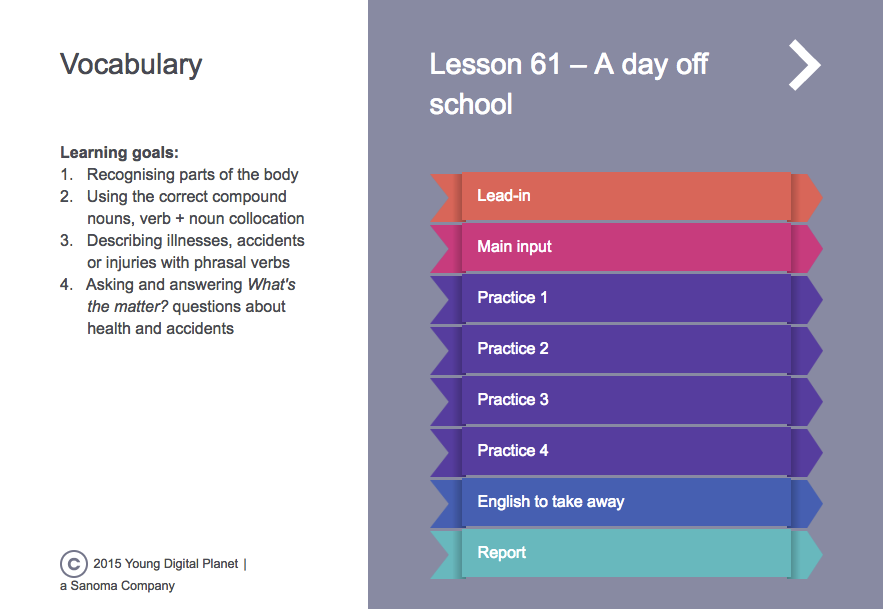 Vocabulary
Learning goals:
1. Recognising parts of the body
2. Using the correct compound
nouns, verb + noun collocation
3. Describing illnesses, accidents
or injuries with phrasal verbs
4. Asking and answering What's
the matter? questions about
health and accidents
© 2015 Young Digital Planet |
a Sanoma Company
Lesson 61 – A day off
school
Lead-in
Main input
Practice 1
Practice 2
Practice 3
Practice 4
English to take away
Report